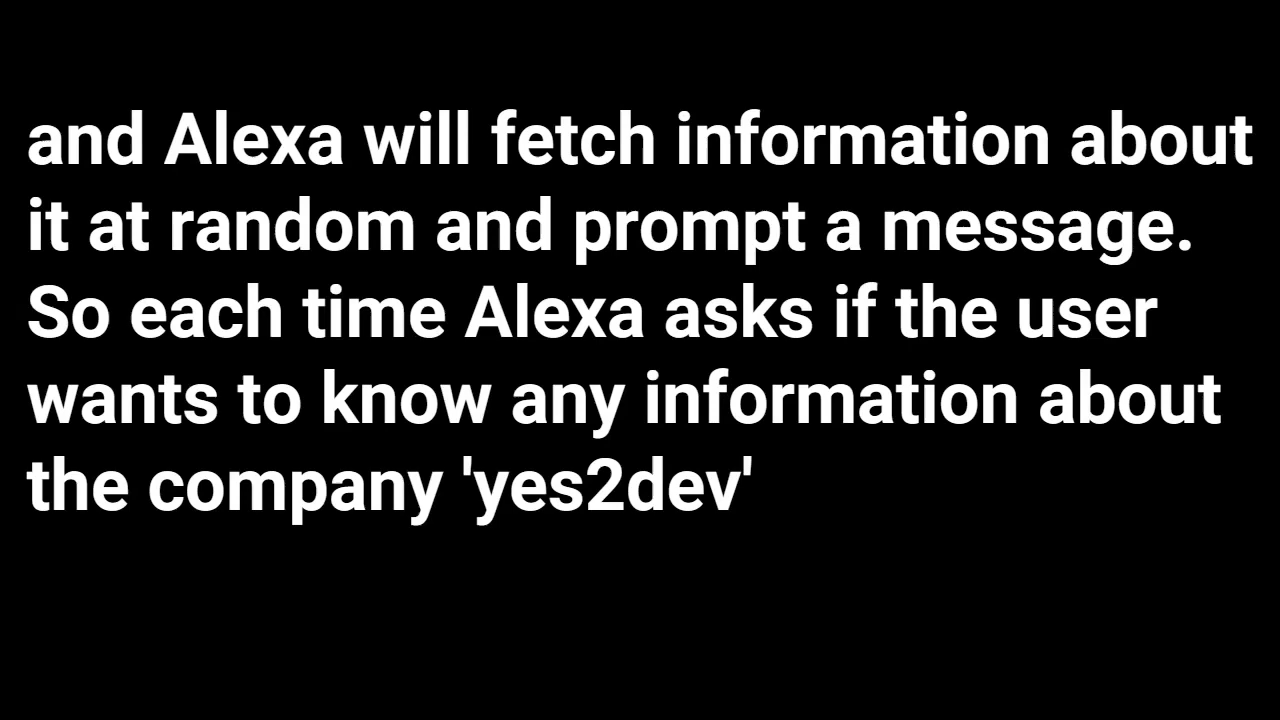 and Alexa will fetch information about
it at random and prompt a message.
So each time Alexa asks if the user
wants to know any information about
the company 'yes2dev'